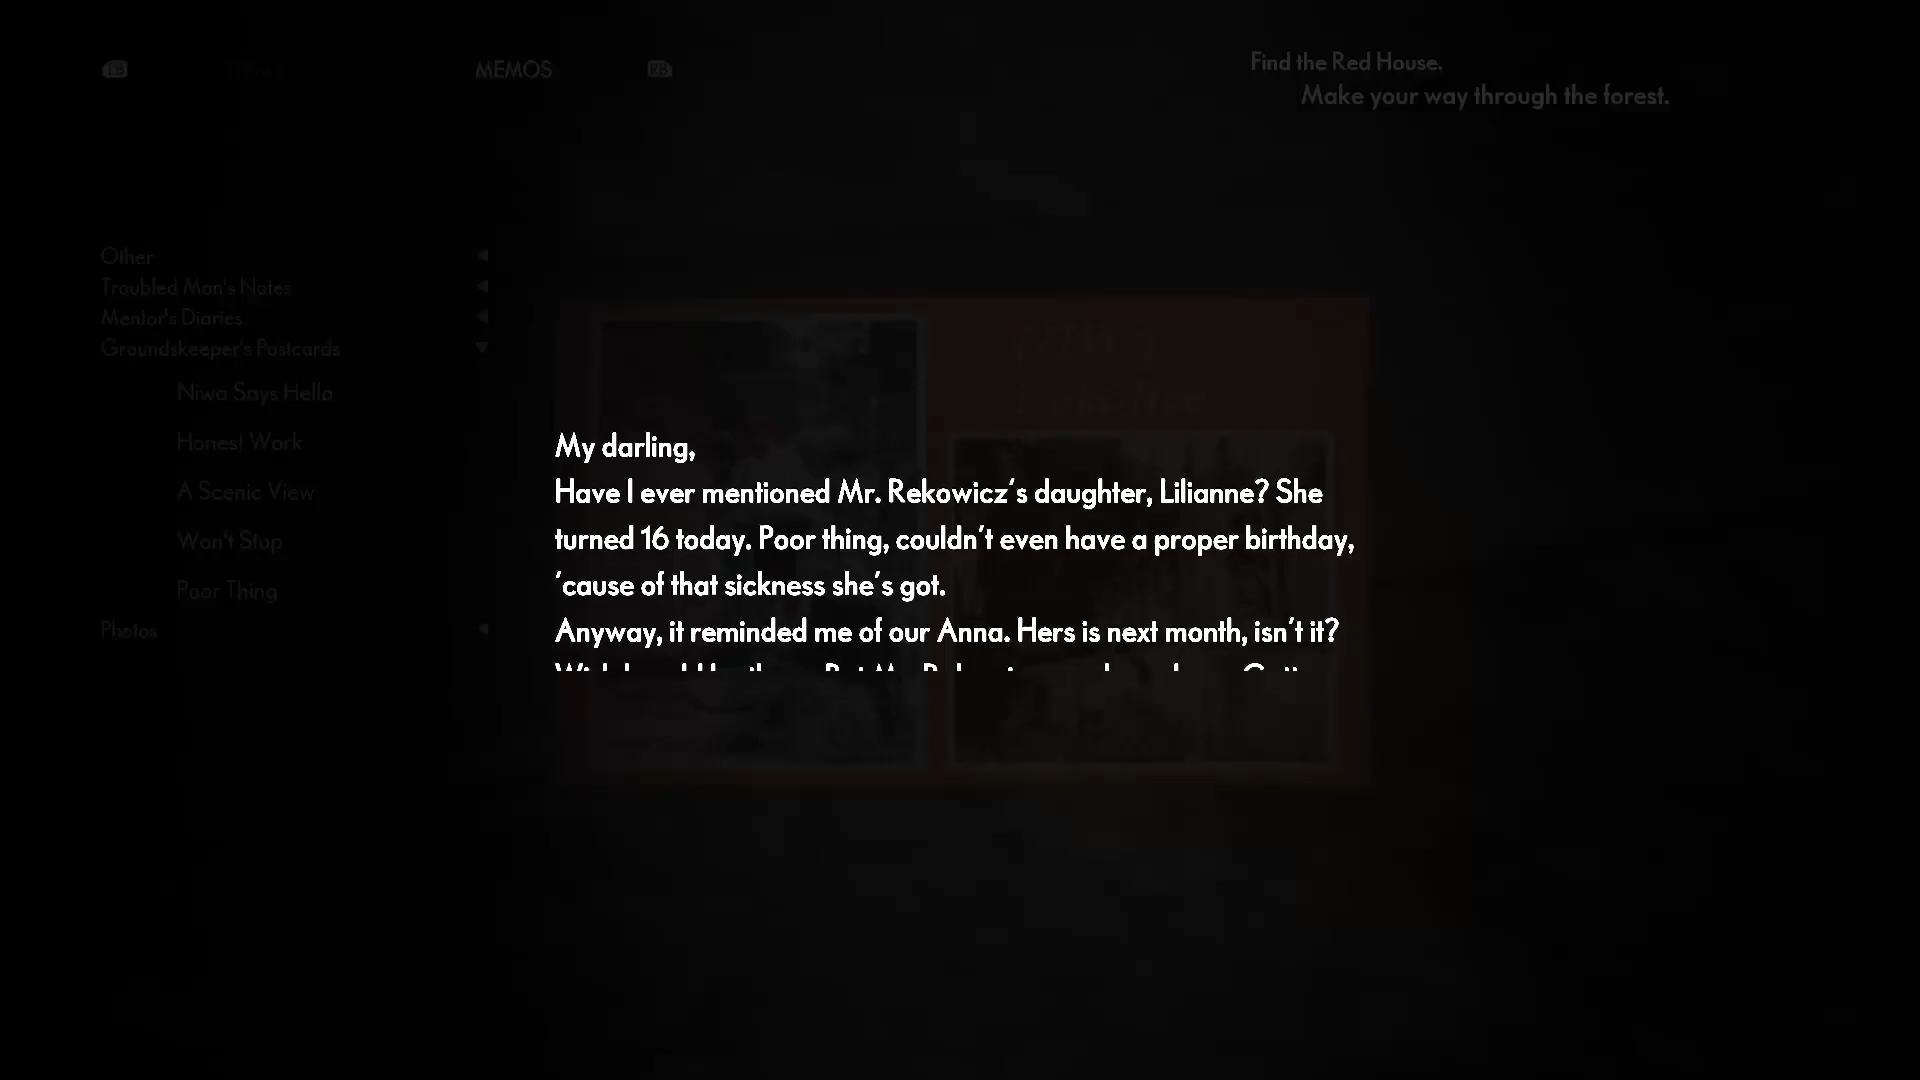 LB
MEMOS
RB
Find the Red House.
Make your way through the forest.
Other
Troubled Man's Notes
Mentor's Diaries
Groundskeeper's Postcards
Niwa Says Hello
Honest Work
A Scenic View
Won't Stop
Poor Thing
Photos
My darling,
Have I ever mentioned Mr. Rekowicz's daughter, Lilianne? She
turned 16 today. Poor thing, couldn't even have a proper birthday,
'cause of that sickness she's got.
Anyway, it reminded me of our Anna. Hers is next month, isn't it?